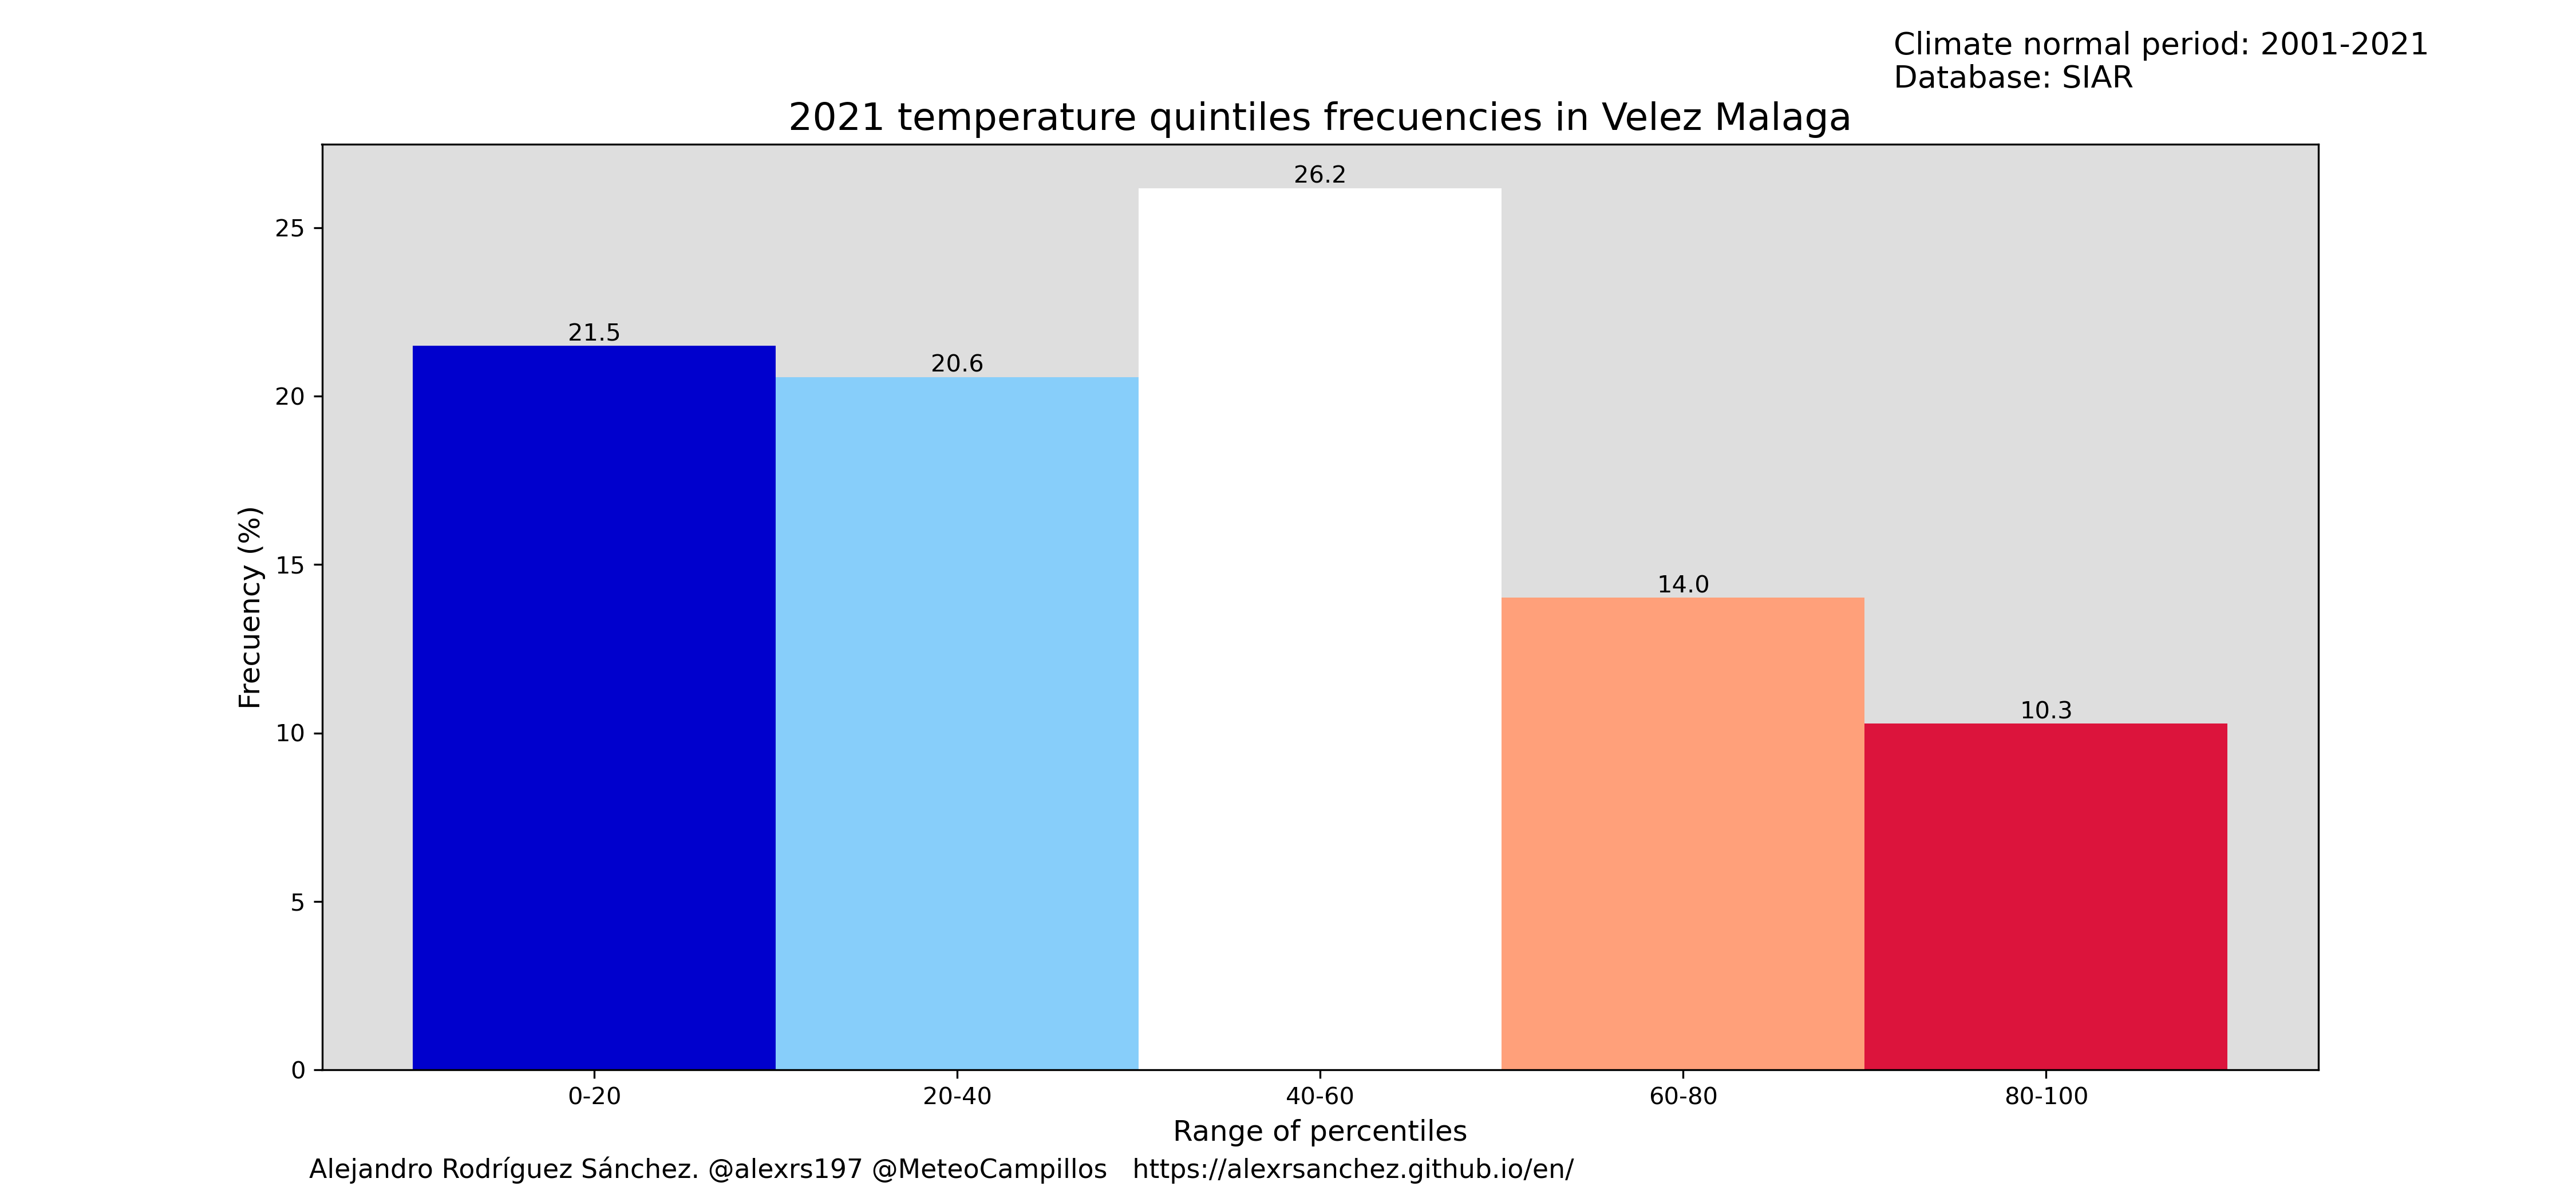 Climate normal period: 2001-2021
Database: SIAR
2021 temperature quintiles frecuencies in Velez Malaga
26.2
25
21.5
20.6
20
Frecuency (%)
15
14.0
10.3
10
5
0
0-20
20-40
40-60
60-80
80-100
Range of percentiles
Alejandro Rodríguez Sánchez. @alexrs197 @MeteoCampillos https://alexrsanchez.github.io/en/